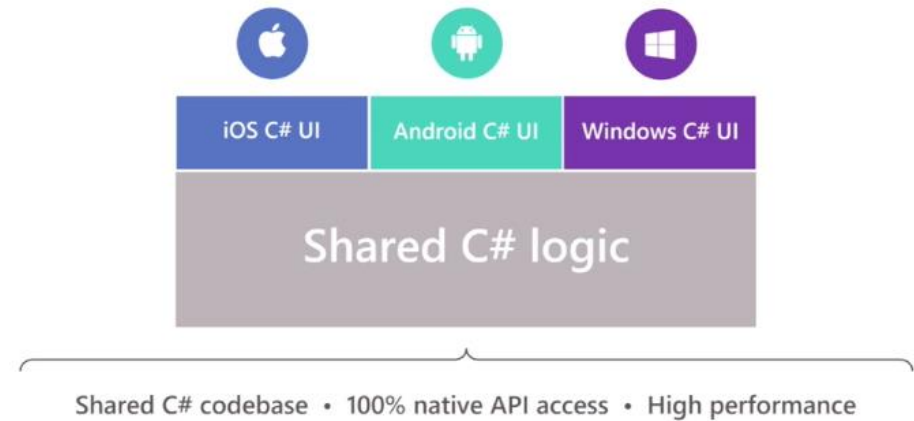 iOS C# UI
Android C# UI
Windows C# UI
Shared C# logic
Shared C# codebase • 100% native API access • High performance